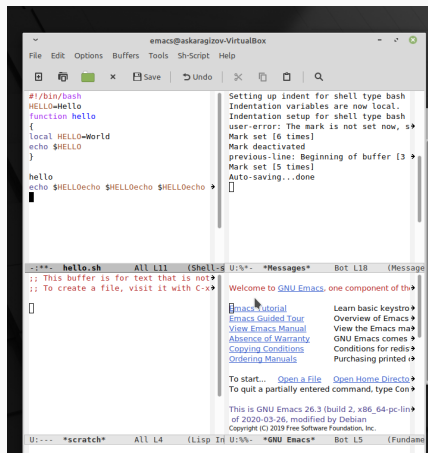 emacs@askaragizov-VirtualBox
File Edit Options Buffers Tools Sh-Script Help
Save Undo
#!/bin/bash
HELLO=Hello
function hello
{
local HELLO=World
echo $HELLO
}
hello
echo $HELLOecho $HELLOecho $HELLOecho
-:**- hello.sh All L11 (Shell-s
Setting up indent for shell type bash
Indentation variables are now local.
Indentation setup for shell type bash
user-error: The mark is not set now, s
Mark set [6 times]
Mark deactivated
previous-line: Beginning of buffer [3
Mark set [5 times]
Auto-saving...done
U:%*- *Messages* Bot L18 (Message
;; This buffer is for text that is not
;; To create a file, visit it with C-x
U:--- *scratch* All L4 (Lisp In
Welcome to GNU Emacs, one component of the
Emacs Tutorial Learn basic keystro
Emacs Guided Tour Overview of Emacs
View Emacs Manual View the Emacs ma
Absence of Warranty GNU Emacs comes
Copying Conditions Conditions for redis
Ordering Manuals Purchasing printed
To start... Open a File Open Home Directo
To quit a partially entered command, type Con
This is GNU Emacs 26.3 (build 2, x86_64-pc-lin
of 2020-03-26, modified by Debian
Copyright (C) 2019 Free Software Foundation, Inc.
U:%%- *GNU Emacs* Bot L5 (Fundame